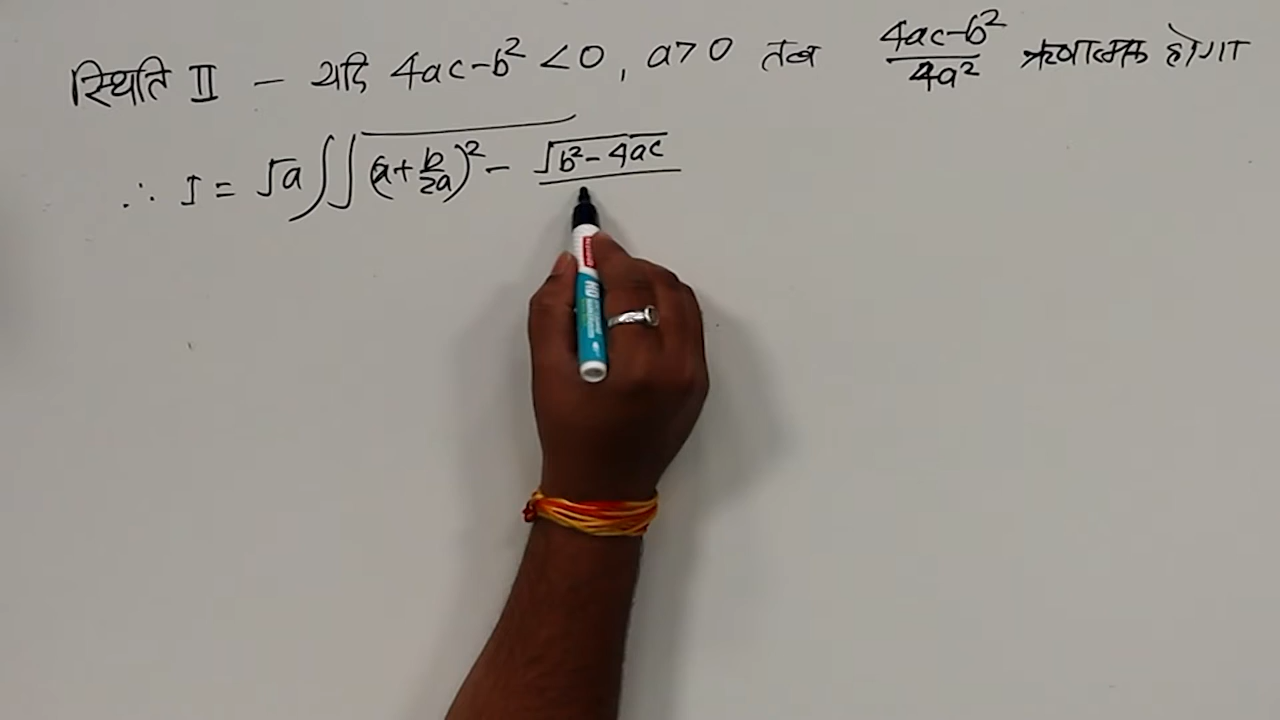 स्थिति II - यदि 4ac-b² <0, a>0 तब (4ac-b²)/(4a²) ऋणात्मक होगा
∴ I = √a ∫√(x+b/2a)² - √b²-4ac